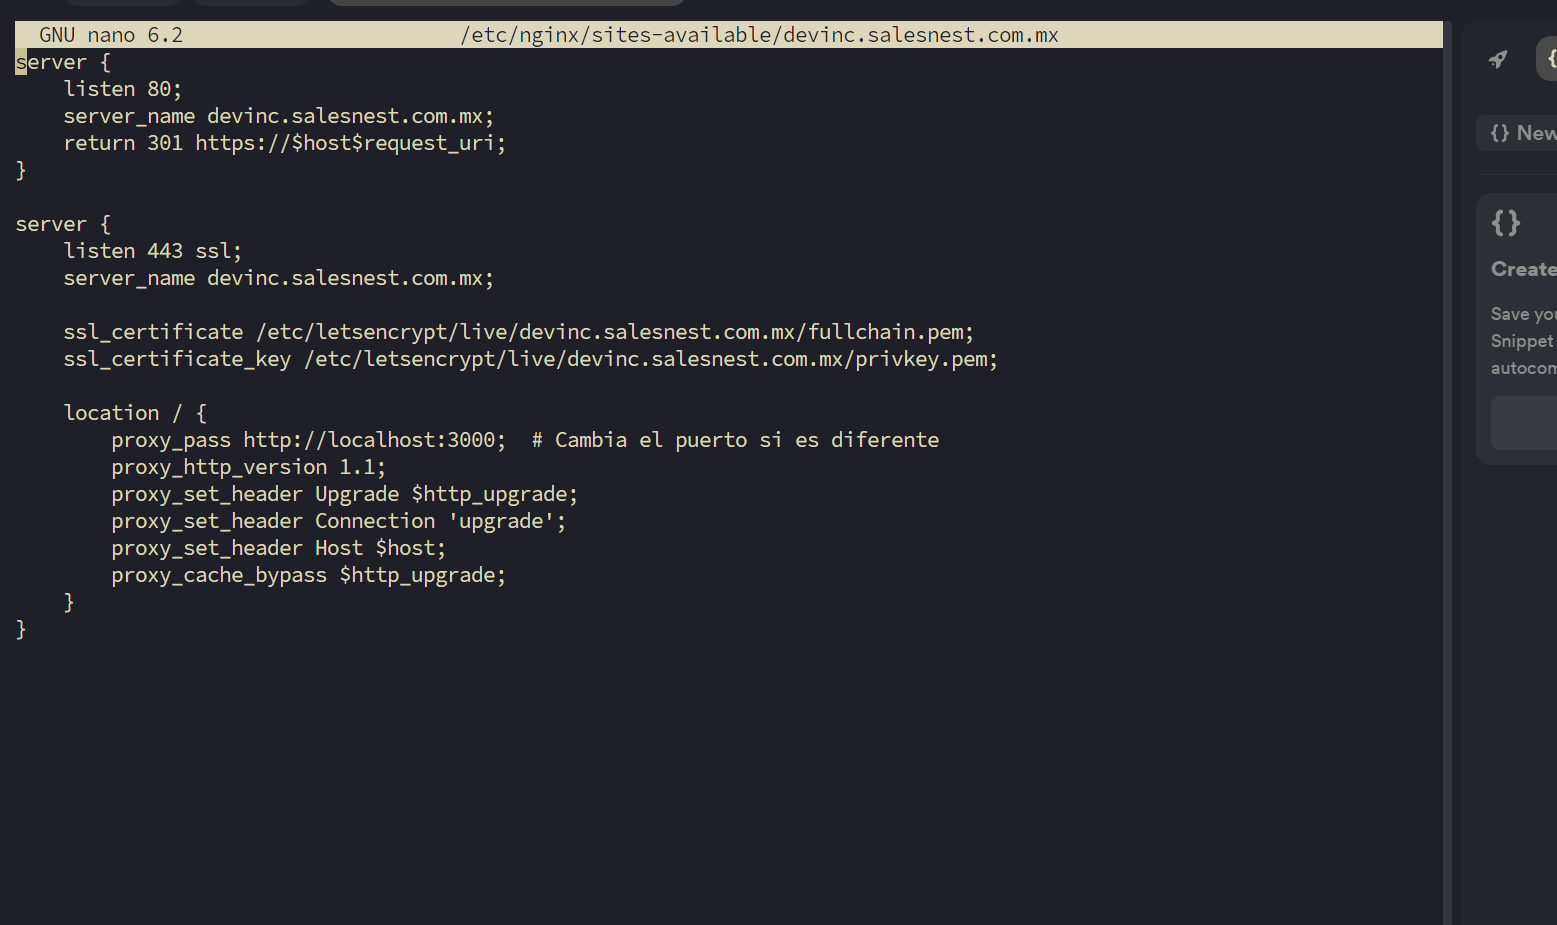 GNU nano 6.2 /etc/nginx/sites-available/devinc.salesnest.com.mx
server {
    listen 80;
    server_name devinc.salesnest.com.mx;
    return 301 https://$host$request_uri;
}

server {
    listen 443 ssl;
    server_name devinc.salesnest.com.mx;

    ssl_certificate /etc/letsencrypt/live/devinc.salesnest.com.mx/fullchain.pem;
    ssl_certificate_key /etc/letsencrypt/live/devinc.salesnest.com.mx/privkey.pem;

    location / {
        proxy_pass http://localhost:3000;  # Cambia el puerto si es diferente
        proxy_http_version 1.1;
        proxy_set_header Upgrade $http_upgrade;
        proxy_set_header Connection 'upgrade';
        proxy_set_header Host $host;
        proxy_cache_bypass $http_upgrade;
    }
}
{
{} New
{}
Create
Save you
Snippet
autocom